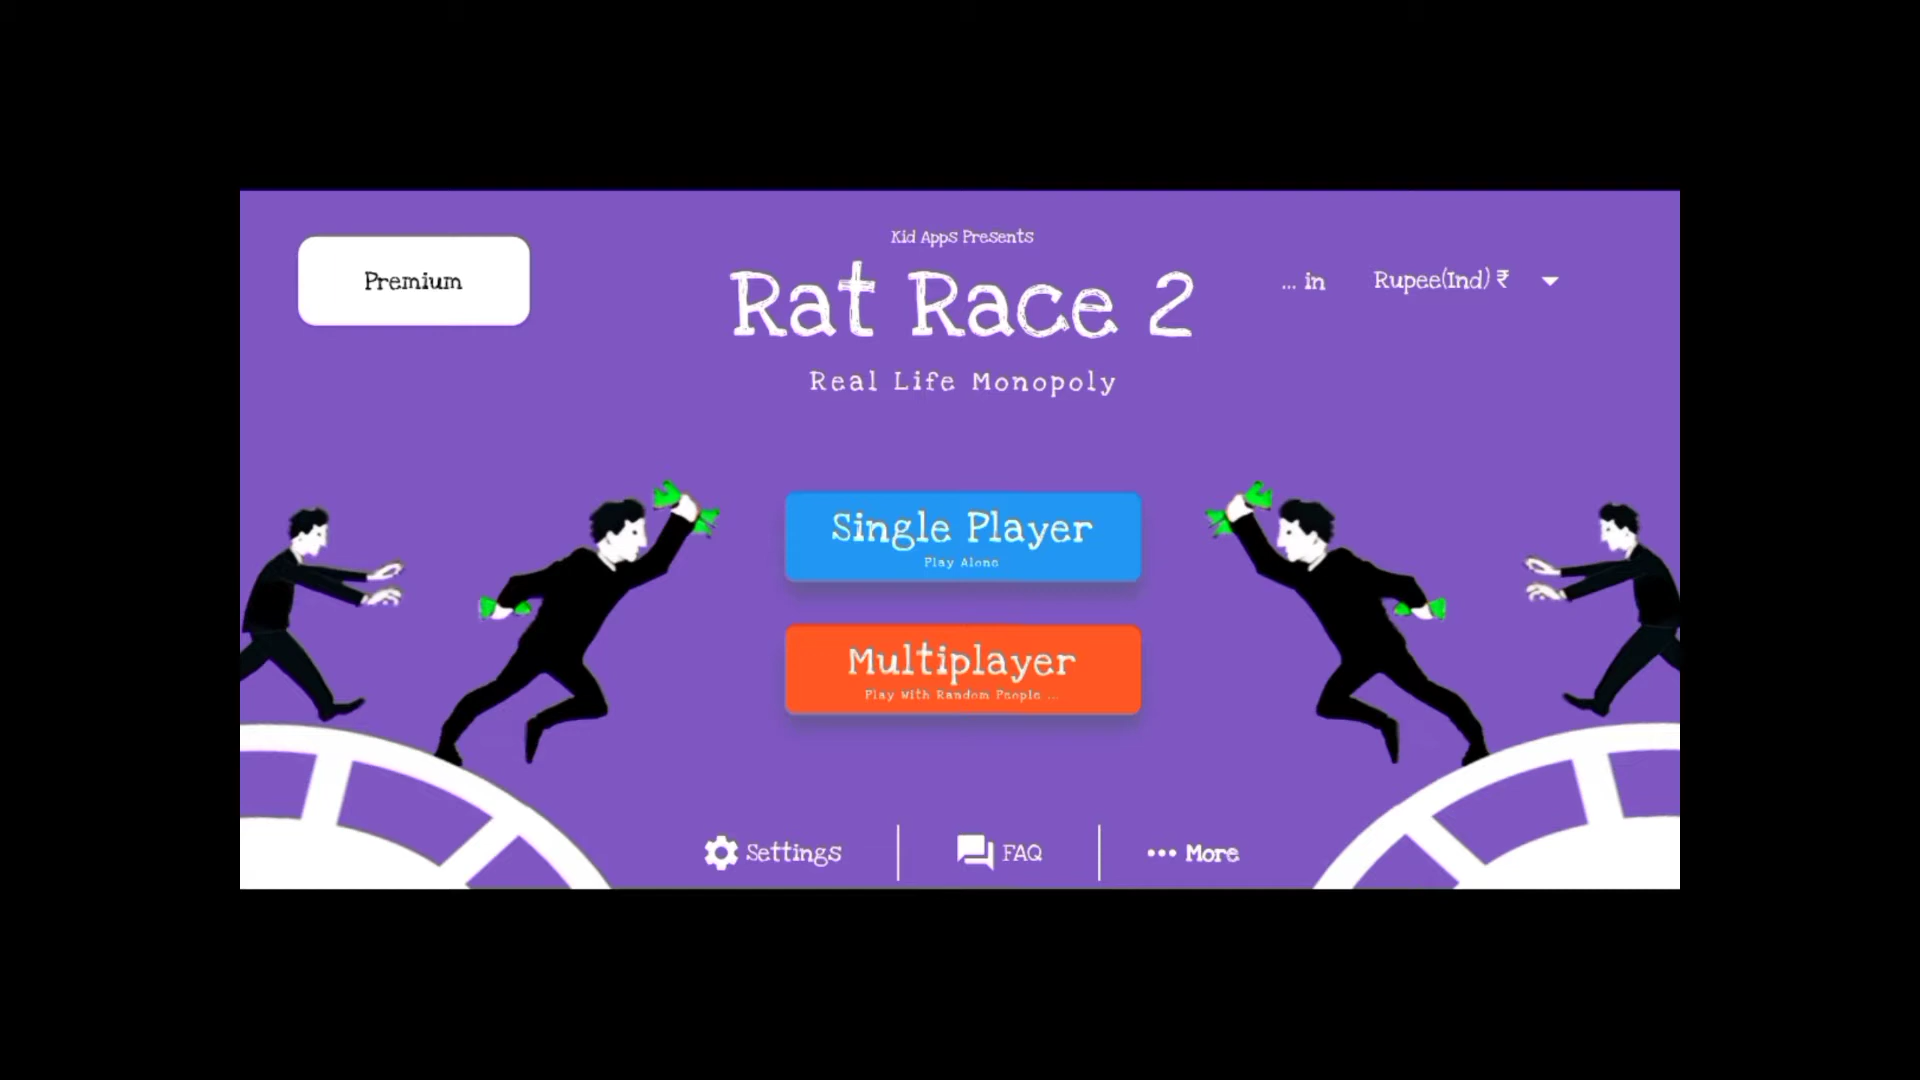 Kid Apps Presents
Premium
Rat Race 2
... in
Rupee(Ind) ₹
Real Life Monopoly
Single Player
Play Alone
Multiplayer
Play With Random People ...
Settings
FAQ
More